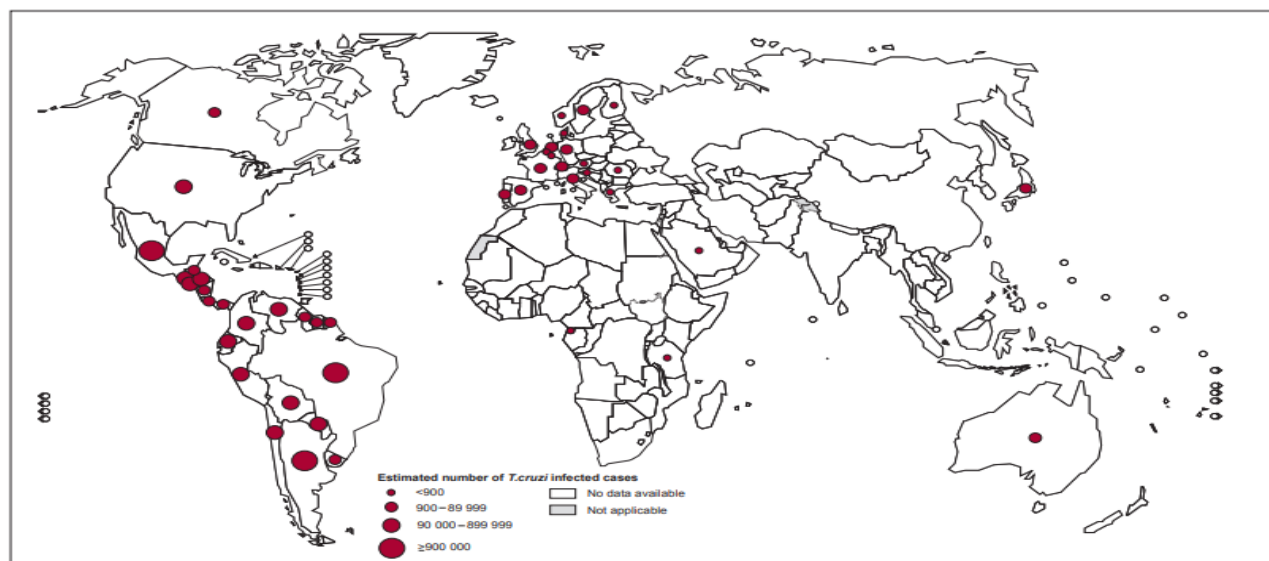 Estimated number of T.cruzi infected cases
<900
900–89 999
90 000–899 999
≥900 000
No data available
Not applicable